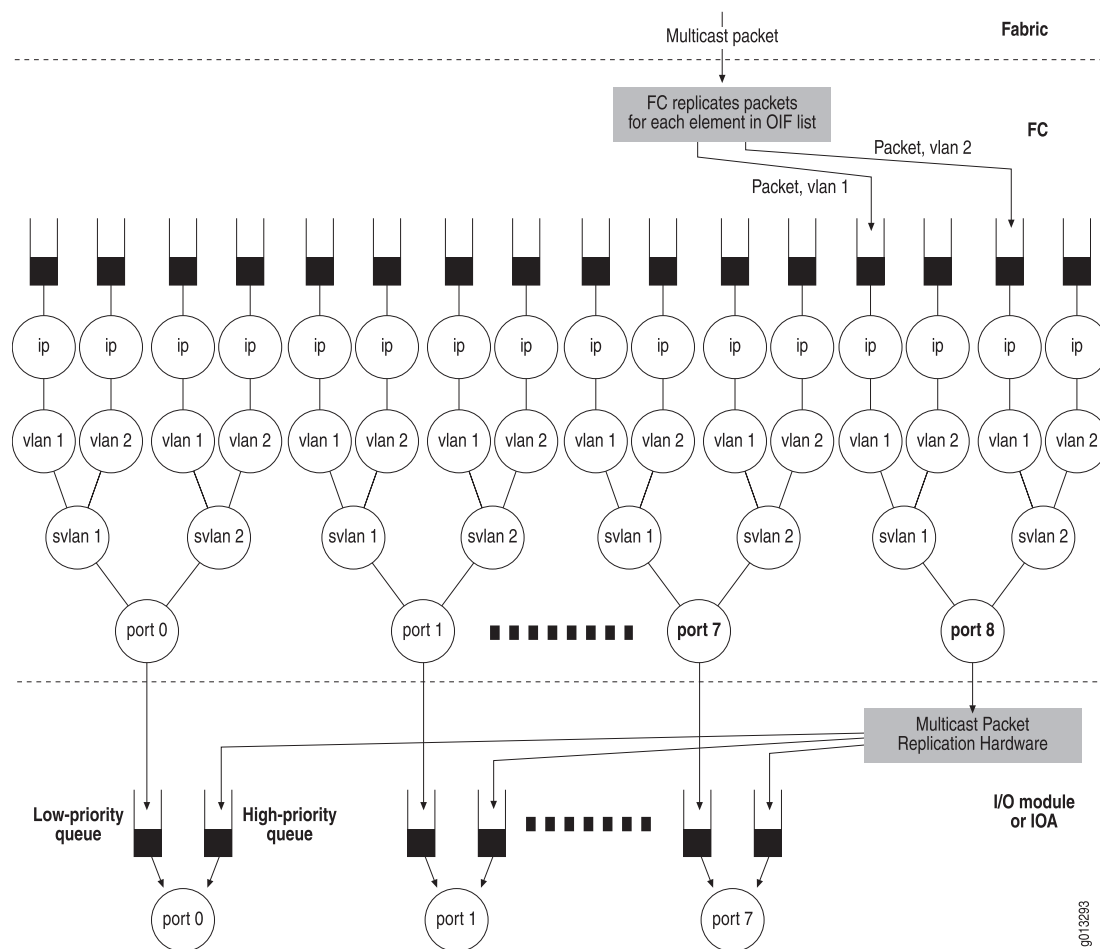 Multicast packet
Fabric
FC replicates packets
for each element in OIF list
FC
Packet, vlan 2
Packet, vlan 1
ip ip ip ip ip ip ip ip ip ip ip ip ip ip ip ip
vlan 1 vlan 2 vlan 1 vlan 2 vlan 1 vlan 2 vlan 1 vlan 2 vlan 1 vlan 2 vlan 1 vlan 2 vlan 1 vlan 2 vlan 1 vlan 2
svlan 1 svlan 2 svlan 1 svlan 2 svlan 1 svlan 2 svlan 1 svlan 2
port 0 port 1 port 7 port 8
Multicast Packet
Replication Hardware
Low-priority
queue
High-priority
queue
I/O module
or IOA
port 0 port 1 port 7
g013293